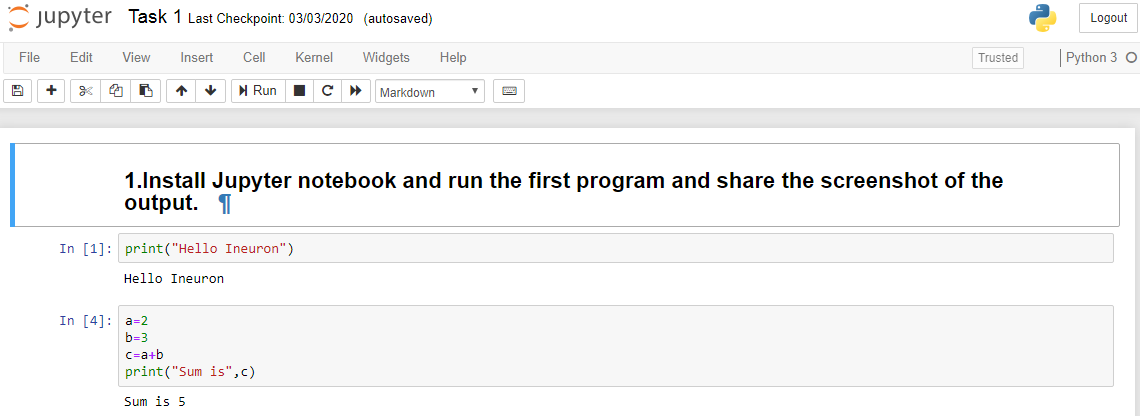 jupyter Task 1 Last Checkpoint: 03/03/2020 (autosaved) Logout
File Edit View Insert Cell Kernel Widgets Help Trusted Python 3
Run Markdown
1.Install Jupyter notebook and run the first program and share the screenshot of the
output. ¶
In [1]: print("Hello Ineuron")
Hello Ineuron
In [4]: a=2
b=3
c=a+b
print("Sum is",c)
Sum is 5